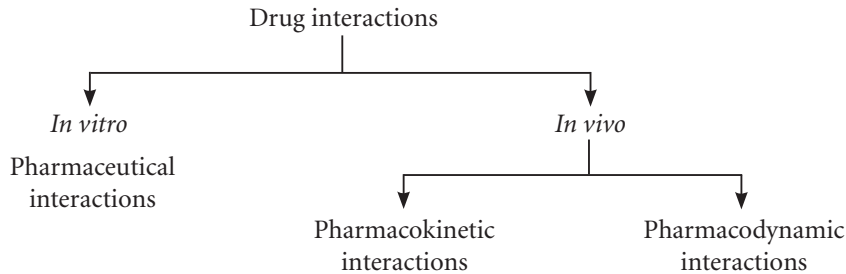 Drug interactions
In vitro
In vivo
Pharmaceutical
interactions
Pharmacokinetic
interactions
Pharmacodynamic
interactions